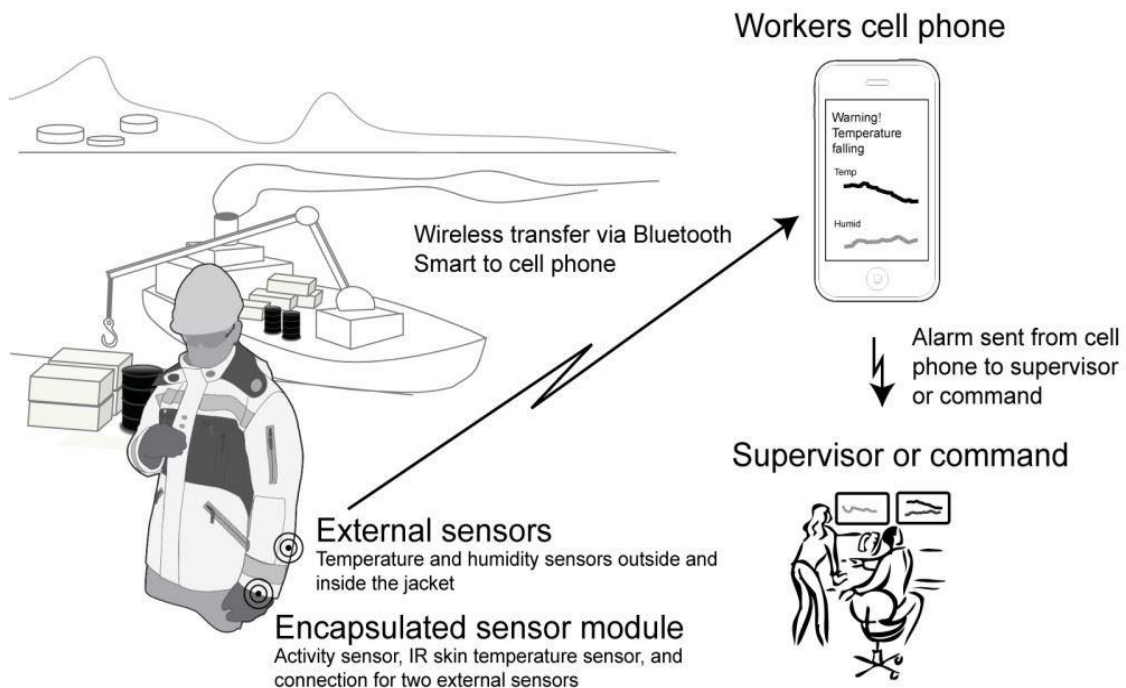 Workers cell phone
Warning!
Temperature
falling
Temp
Humid
Wireless transfer via Bluetooth
Smart to cell phone
Alarm sent from cell
phone to supervisor
or command
Supervisor or command
External sensors
Temperature and humidity sensors outside and
inside the jacket
Encapsulated sensor module
Activity sensor, IR skin temperature sensor, and
connection for two external sensors